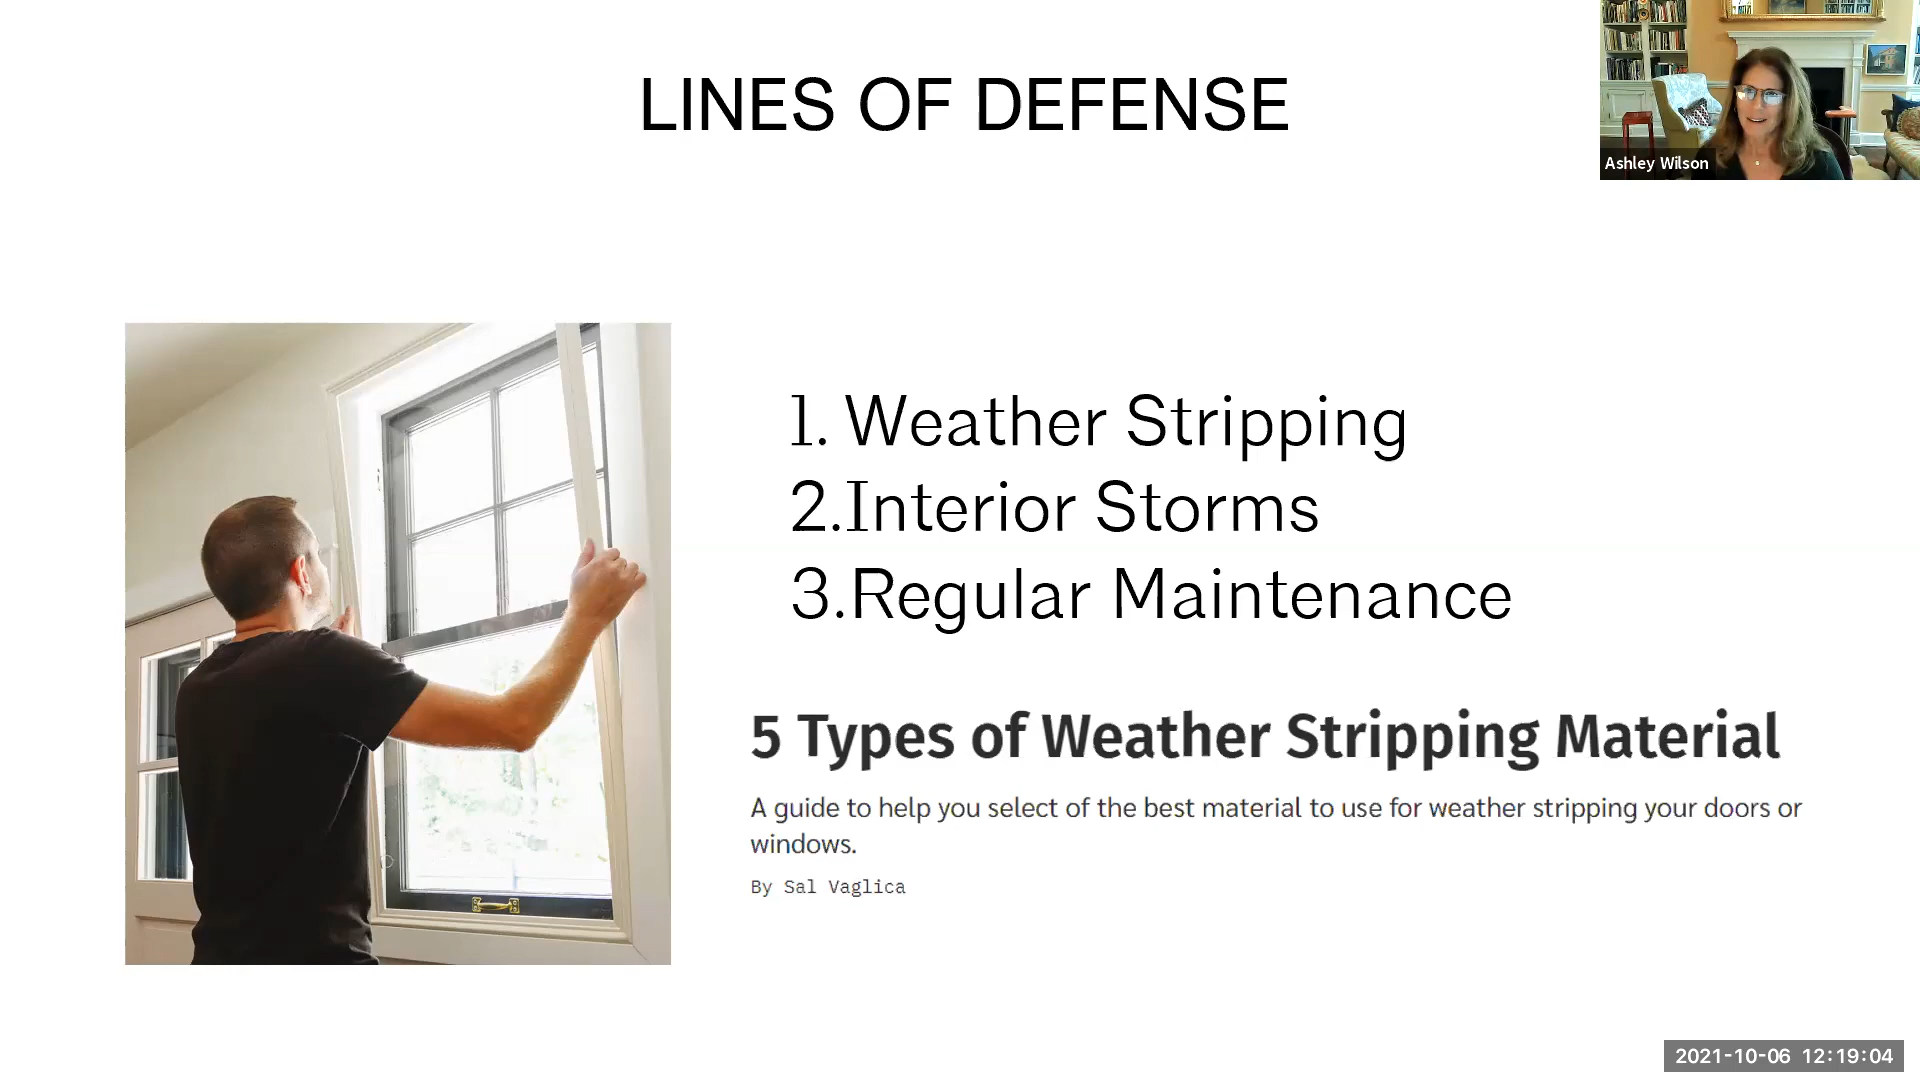 LINES OF DEFENSE
Ashley Wilson
1. Weather Stripping
2.Interior Storms
3.Regular Maintenance
5 Types of Weather Stripping Material
A guide to help you select of the best material to use for weather stripping your doors or
windows.
By Sal Vaglica
2021-10-06 12:19:04